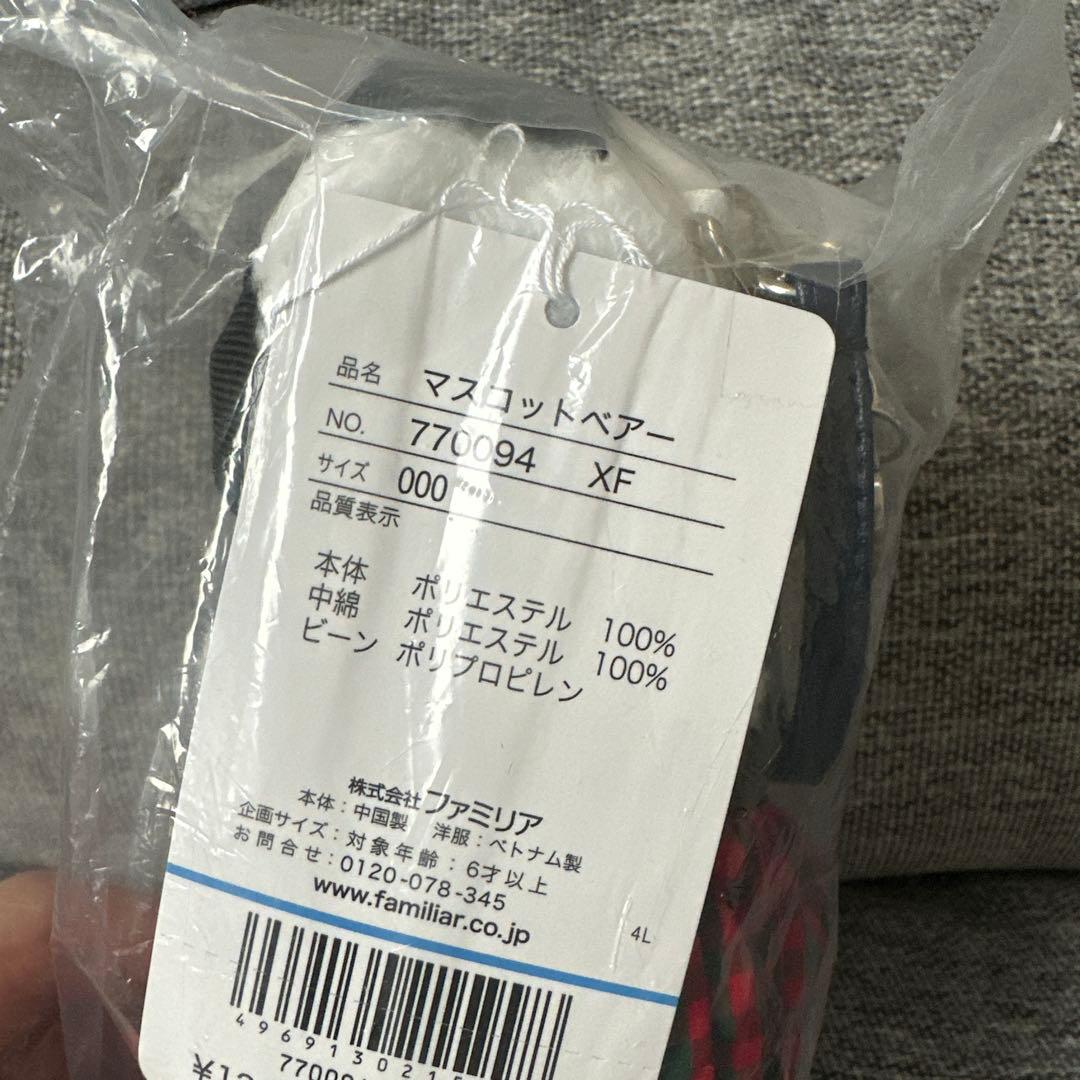 品名 マスコットベアー
NO. 770094 XF
サイズ 000
品質表示
本体 ポリエステル 100%
中綿 ポリエステル 100%
ビーン ポリプロピレン
株式会社ファミリア
本体：中国製 洋服：ベトナム製
企画サイズ：対象年齢：6才以上
お問合せ：0120-078-345
www.familiar.co.jp
4L